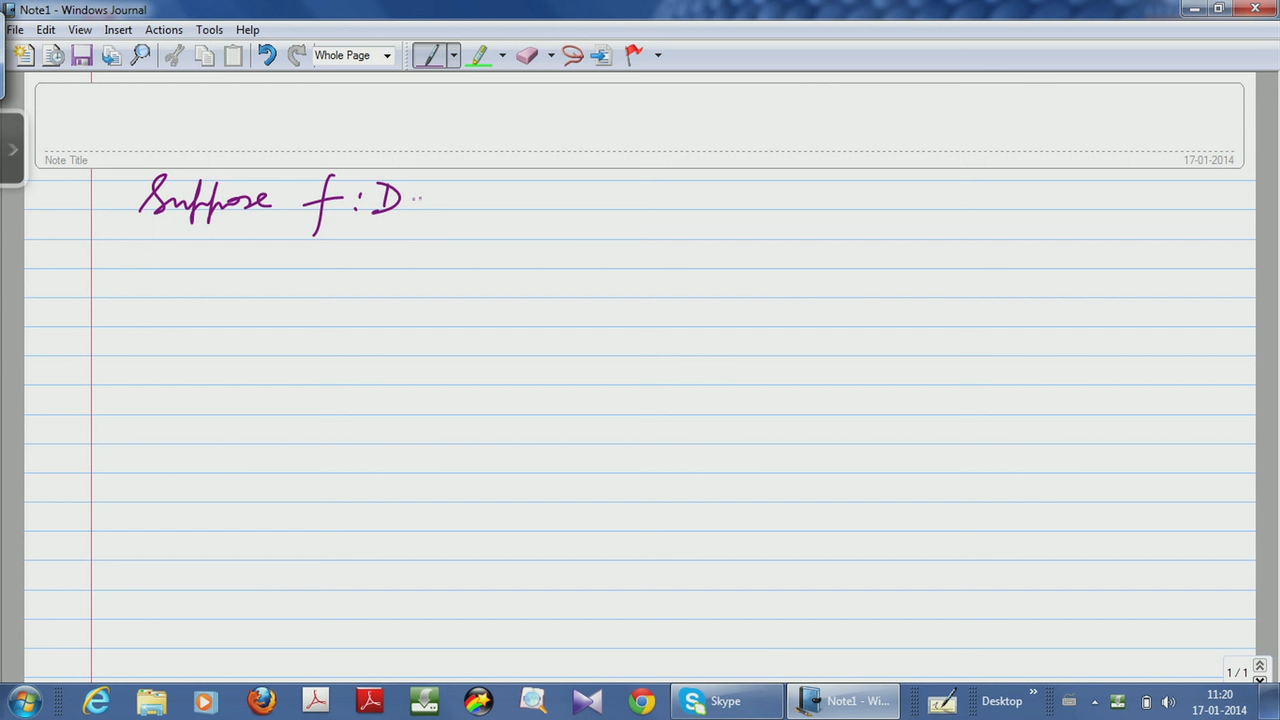 Note1 - Windows Journal
File Edit View Insert Actions Tools Help
Whole Page
Note Title
17-01-2014
Suppose f : D
1 / 1
Skype
Note1 - Wi...
Desktop
»
11:20
17-01-2014